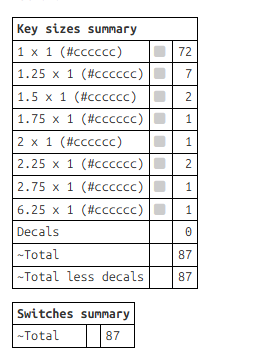 Key sizes summary
1 x 1 (#cccccc) 72
1.25 x 1 (#cccccc) 7
1.5 x 1 (#cccccc) 2
1.75 x 1 (#cccccc) 1
2 x 1 (#cccccc) 1
2.25 x 1 (#cccccc) 2
2.75 x 1 (#cccccc) 1
6.25 x 1 (#cccccc) 1
Decals 0
~Total 87
~Total less decals 87
Switches summary
~Total 87